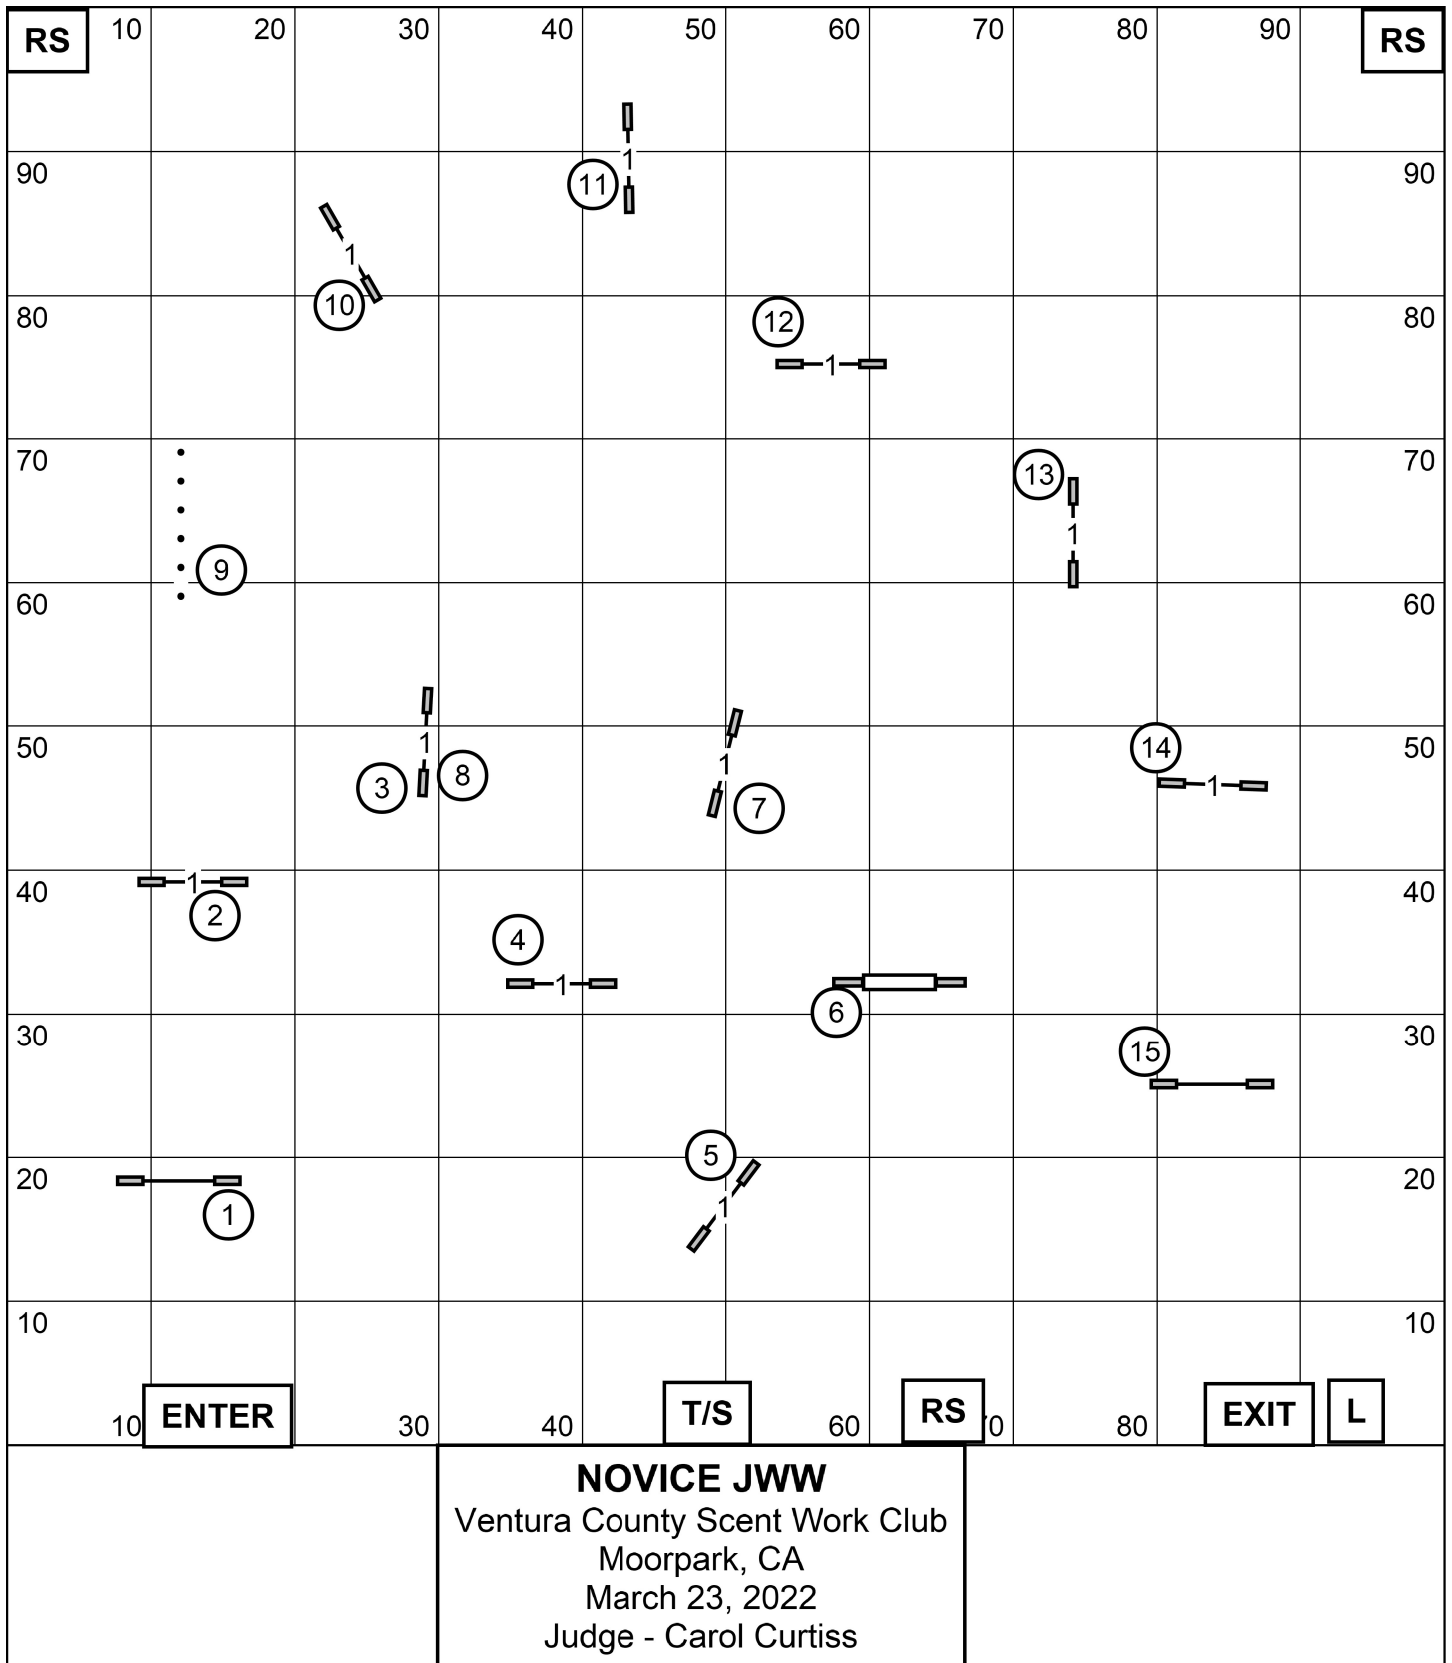 RS 10 20 30 40 50 60 70 80 90 RS
1
90 11 90
1
10
80 12 80
1
70 70
13
1
9
60 60
1
50 14 50
3 8 1 7 1
40 1 40
2
4
1
6
30 30
15
5
20 20
1
1
10 10
10 ENTER 30 40 T/S 60 RS 70 80 EXIT L
NOVICE JWW
Ventura County Scent Work Club
Moorpark, CA
March 23, 2022
Judge - Carol Curtiss